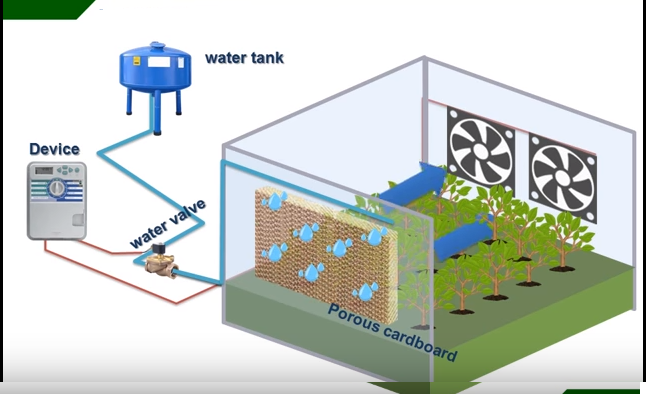 water tank
Device
water valve
Porous cardboard